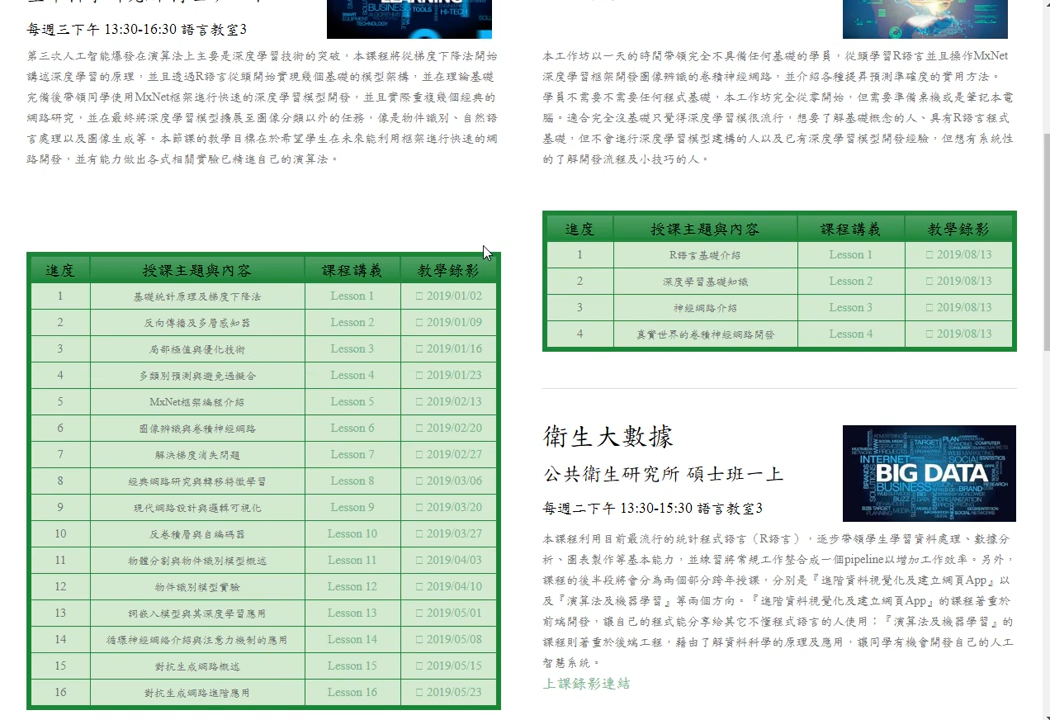 每週三下午 13:30-16:30 語言教室3
LEARNING
BUSINESS
TOOLS
HI-TECH
TECHNOLOGY
第三次人工智能爆發在演算法上主要是深度學習技術的突破，本課程將從梯度下降法開始
講述深度學習的原理，並且透過R語言從頭開始實現幾個基礎的模型架構，並在理論基礎
完備後帶領同學使用MxNet框架進行快速的深度學習模型開發，並且實際重複幾個經典的
網路研究，並在最終將深度學習模型擴展至圖像分類以外的任務，像是物件識別、自然語
言處理以及圖像生成等。本節課的教學目標在於希望學生在未來能利用框架進行快速的網
路開發，並有能力做出各式相關實驗已精進自己的演算法。
進度 授課主題與內容 課程講義 教學錄影
1 基礎統計原理及梯度下降法 Lesson 1 2019/01/02
2 反向傳播及多層感知器 Lesson 2 2019/01/09
3 局部極值與優化技術 Lesson 3 2019/01/16
4 多類別預測與避免過擬合 Lesson 4 2019/01/23
5 MxNet框架編程介紹 Lesson 5 2019/02/13
6 圖像辨識與卷積神經網路 Lesson 6 2019/02/20
7 解決梯度消失問題 Lesson 7 2019/02/27
8 經典網路研究與轉移特徵學習 Lesson 8 2019/03/06
9 現代網路設計與邏輯可視化 Lesson 9 2019/03/20
10 反卷積層與自編碼器 Lesson 10 2019/03/27
11 物體分割與物件識別模型概述 Lesson 11 2019/04/03
12 物件識別模型實驗 Lesson 12 2019/04/10
13 詞嵌入模型與其深度學習應用 Lesson 13 2019/05/01
14 循環神經網絡介紹與注意力機制的應用 Lesson 14 2019/05/08
15 對抗生成網路概述 Lesson 15 2019/05/15
16 對抗生成網路進階應用 Lesson 16 2019/05/23
本工作坊以一天的時間帶領完全不具備任何基礎的學員，從頭學習R語言並且操作MxNet
深度學習框架開發圖像辨識的卷積神經網路，並介紹各種提昇預測準確度的實用方法。
學員不需要不需要任何程式基礎，本工作坊完全從零開始，但需要準備桌機或是筆記本電
腦。適合完全沒基礎只覺得深度學習模很流行，想要了解基礎概念的人、具有R語言程式
基礎，但不會進行深度學習模型建構的人以及已有深度學習模型開發經驗，但想有系統性
的了解開發流程及小技巧的人。
進度 授課主題與內容 課程講義 教學錄影
1 R語言基礎介紹 Lesson 1 2019/08/13
2 深度學習基礎知識 Lesson 2 2019/08/13
3 神經網路介紹 Lesson 3 2019/08/13
4 真實世界的卷積神經網路開發 Lesson 4 2019/08/13
衛生大數據
公共衛生研究所 碩士班一上
每週二下午 13:30-15:30 語言教室3
INTERNET
BIG DATA
BUSINESS
本課程利用目前最流行的統計程式語言（R語言），逐步帶領學生學習資料處理、數據分
析、圖表製作等基本能力，並練習將常規工作整合成一個pipeline以增加工作效率。另外，
課程的後半段將會分為兩個部分跨年授課，分別是『進階資料視覺化及建立網頁App』以
及『演算法及機器學習』等兩個方向。『進階資料視覺化及建立網頁App』的課程著重於
前端開發，讓自己的程式能分享給其它不懂程式語言的人使用；『演算法及機器學習』的
課程則著重於後端工程，藉由了解資料科學的原理及應用，讓同學有機會開發自己的人工
智慧系統。
上課錄影連結